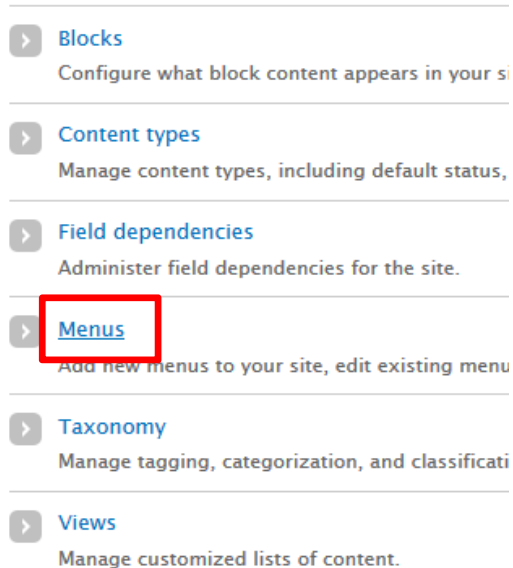 Blocks
Configure what block content appears in your
Content types
Manage content types, including default status,
Field dependencies
Administer field dependencies for the site.
Menus
Add new menus to your site, edit existing menu
Taxonomy
Manage tagging, categorization, and classificati
Views
Manage customized lists of content.